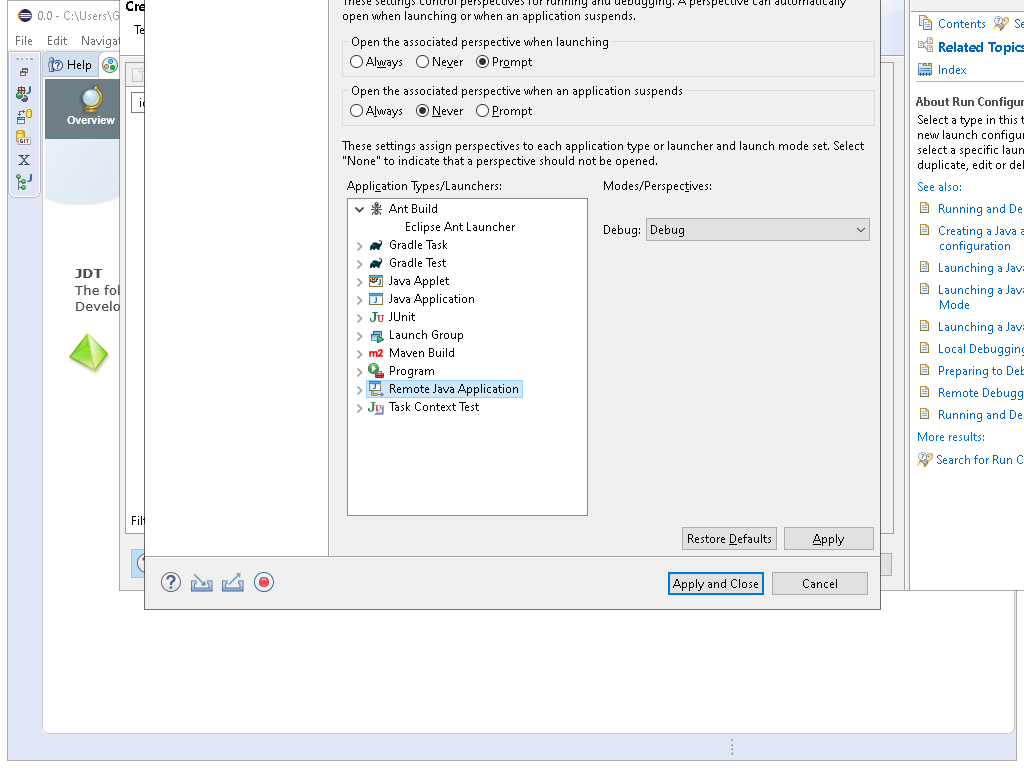 These settings control perspectives for running and debugging. A perspective can automatically
open when launching or when an application suspends.
0.0 - C:\Users\G
File Edit Navigat
Cre
Te
Help
Overview
JDT
The fol
Develo
Filt
Open the associated perspective when launching
Always Never Prompt
Open the associated perspective when an application suspends
Always Never Prompt
These settings assign perspectives to each application type or launcher and launch mode set. Select
"None" to indicate that a perspective should not be opened.
Application Types/Launchers:
Modes/Perspectives:
Ant Build
Eclipse Ant Launcher
Gradle Task
Gradle Test
Java Applet
Java Application
JUnit
Launch Group
Maven Build
Program
Remote Java Application
Task Context Test
Debug: Debug
Restore Defaults Apply
Apply and Close Cancel
Contents Se
Related Topics
Index
About Run Configur
Select a type in this t
new launch configur
select a specific laun
duplicate, edit or del
See also:
Running and De
Creating a Java a
configuration
Launching a Java
Launching a Java
Mode
Launching a Java
Local Debugging
Preparing to Deb
Remote Debugg
Running and De
More results:
Search for Run C